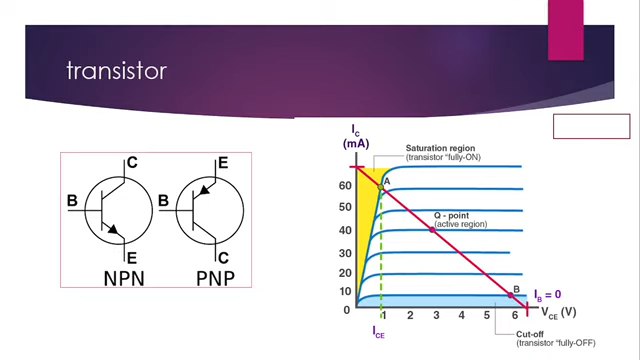 transistor
C
B
E
NPN
E
B
C
PNP
I_C
(mA)
Saturation region
(transistor "fully-ON)
A
Q - point
(active region)
60
50
40
30
20
10
0
B
I_B = 0
1 2 3 4 5 6
V_CE (V)
I_CE
Cut-off
(transistor "fully-OFF)